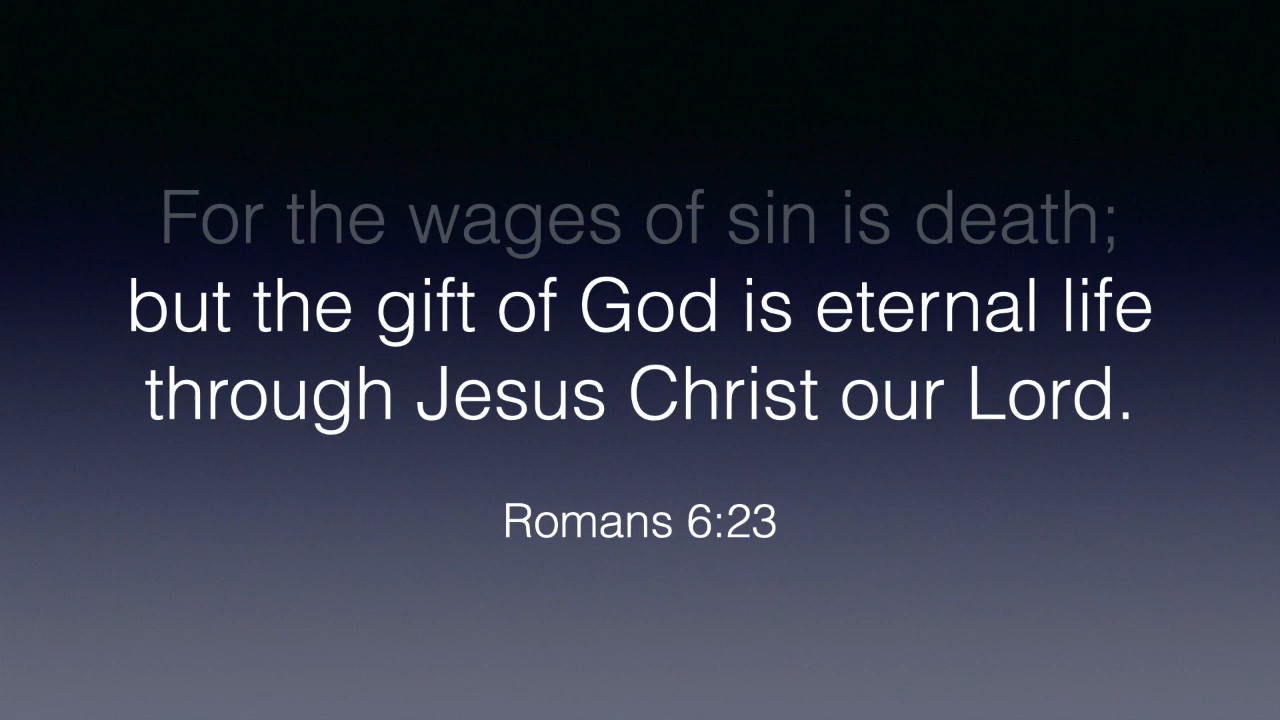 For the wages of sin is death;
but the gift of God is eternal life
through Jesus Christ our Lord.
Romans 6:23